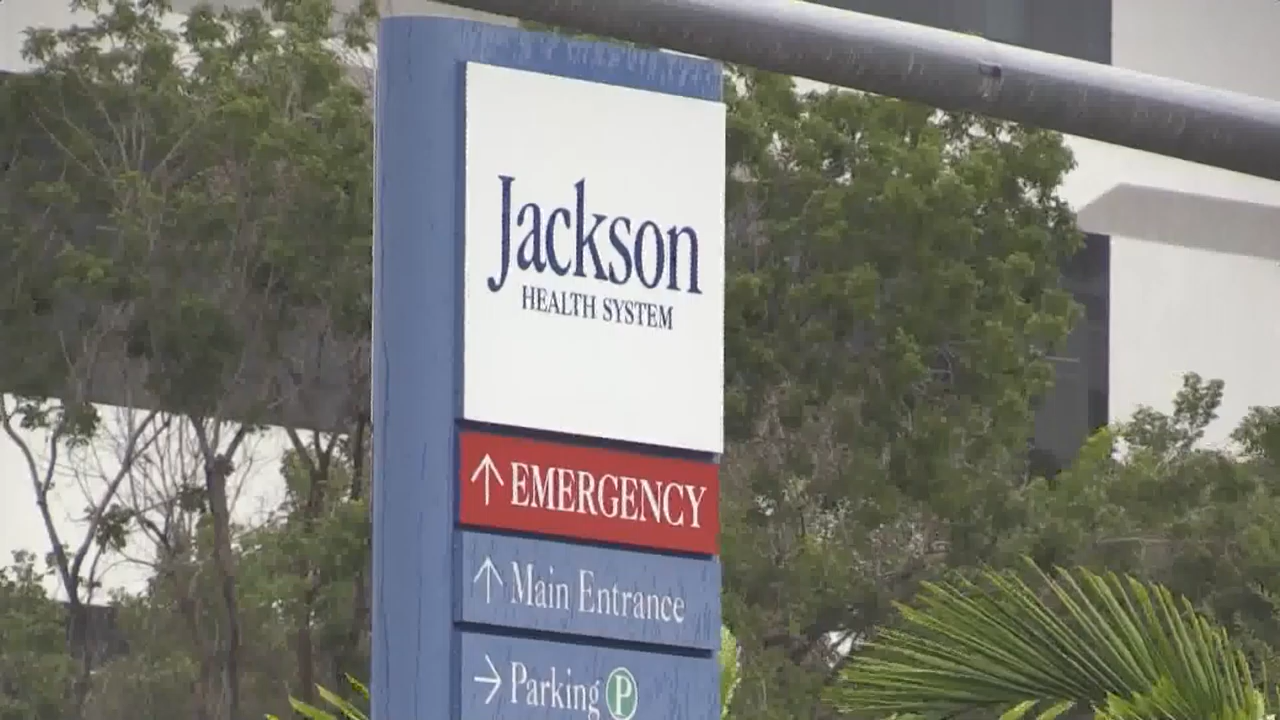 Jackson
HEALTH SYSTEM
↑ EMERGENCY
↑ Main Entrance
→ Parking P